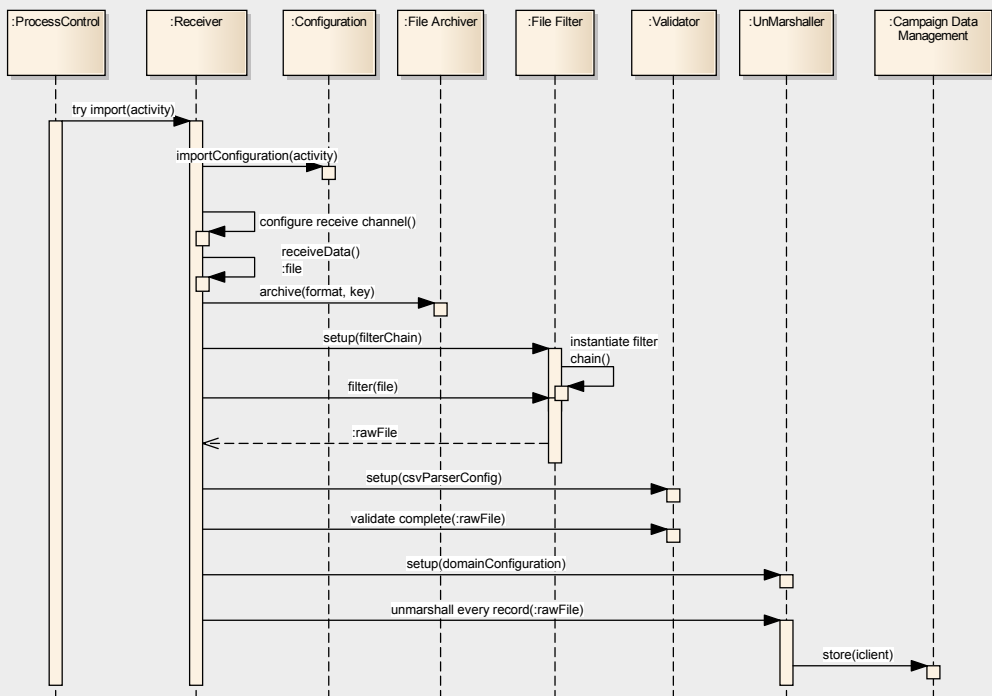 :ProcessControl
:Receiver
:Configuration
:File Archiver
:File Filter
:Validator
:UnMarshaller
:Campaign Data
Management
try import(activity)
importConfiguration(activity)
configure receive channel()
receiveData()
:file
archive(format, key)
setup(filterChain)
instantiate filter
chain()
filter(file)
:rawFile
setup(csvParserConfig)
validate complete(:rawFile)
setup(domainConfiguration)
unmarshall every record(:rawFile)
store(iclient)